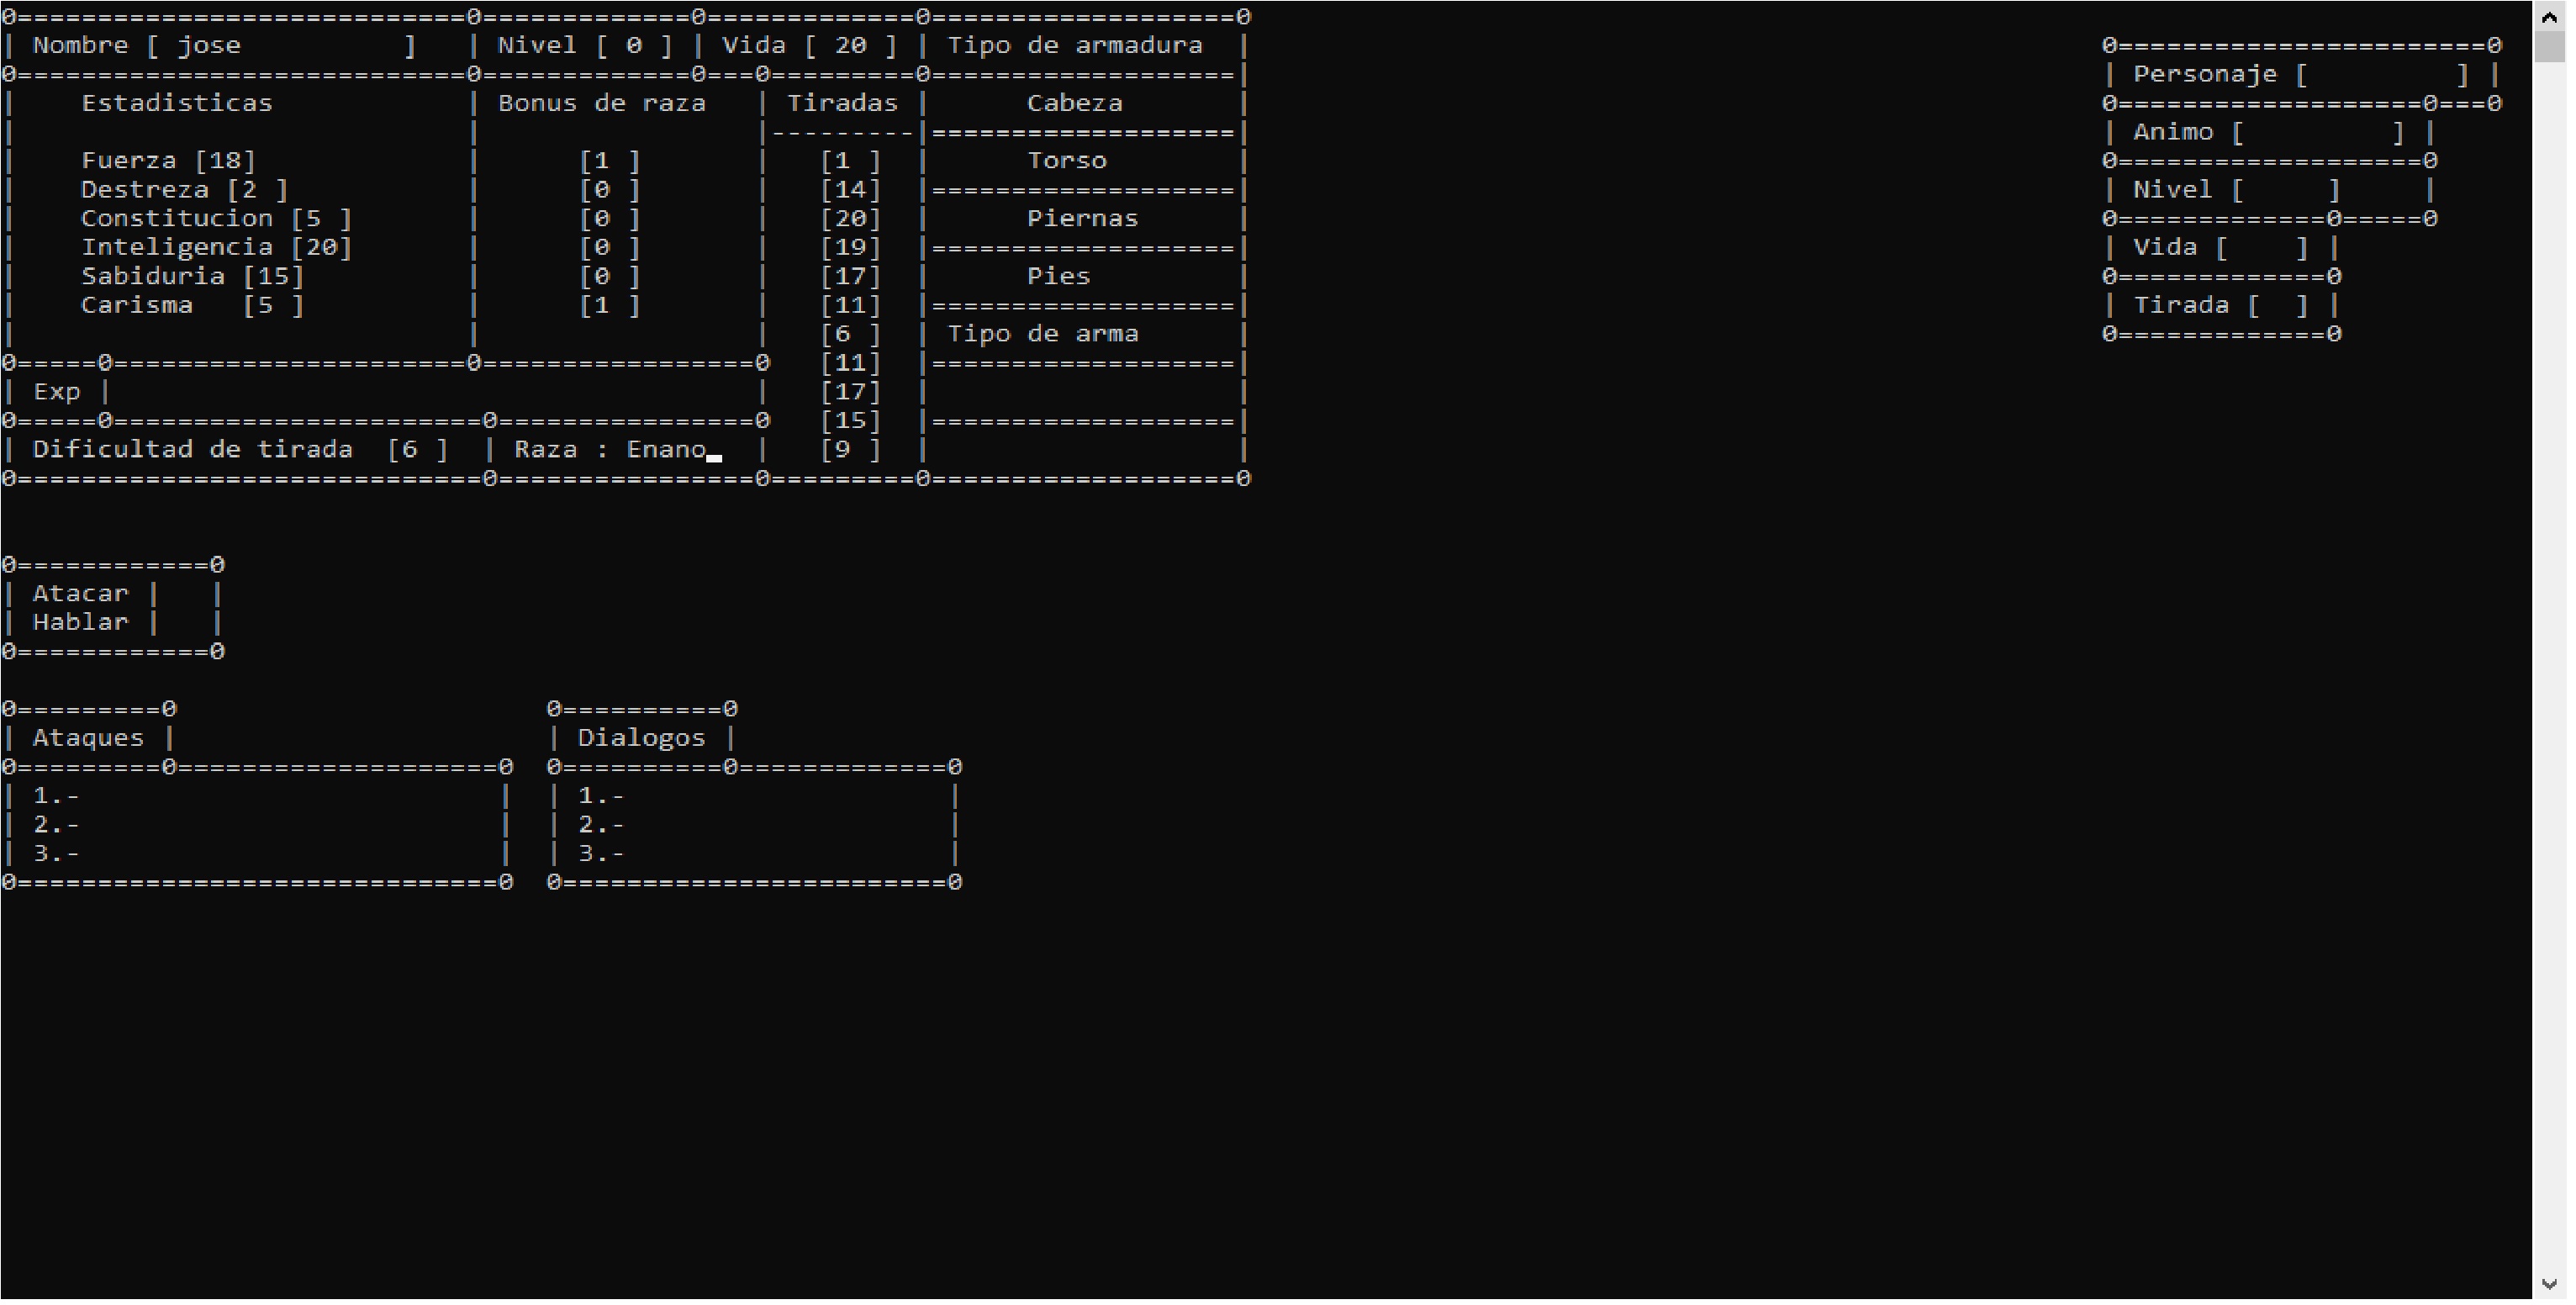 0============================0=============0=============0===================0
| Nombre [ jose          ]   | Nivel [ 0 ] | Vida [ 20 ] | Tipo de armadura  |
0============================0=============0===0=========0===================|
|    Estadisticas            | Bonus de raza   | Tiradas |      Cabeza       |
|                            |                 |---------|===================|
|    Fuerza [18]             |      [1 ]       |   [1 ]  |      Torso        |
|    Destreza [2 ]           |      [0 ]       |   [14]  |===================|
|    Constitucion [5 ]       |      [0 ]       |   [20]  |      Piernas      |
|    Inteligencia [20]       |      [0 ]       |   [19]  |===================|
|    Sabiduria [15]          |      [0 ]       |   [17]  |      Pies         |
|    Carisma   [5 ]          |      [1 ]       |   [11]  |===================|
|                            |                 |   [6 ]  | Tipo de arma      |
0=====0======================0=================0   [11]  |===================|
| Exp |                                        |   [17]  |                   |
0=====0=======================0================0   [15]  |===================|
| Dificultad de tirada  [6 ]  | Raza : Enano_  |   [9 ]  |                   |
0=============================0================0=========0===================0
0=======================0
| Personaje [         ] |
0===================0===0
| Animo [         ] |
0===================0
| Nivel [     ]     |
0=============0=====0
| Vida [    ] |
0=============0
| Tirada [  ] |
0=============0
0============0
| Atacar |   |
| Hablar |   |
0============0
0=========0                       0==========0
| Ataques |                       | Dialogos |
0=========0====================0  0==========0=============0
| 1.-                          |  | 1.-                    |
| 2.-                          |  | 2.-                    |
| 3.-                          |  | 3.-                    |
0==============================0  0========================0